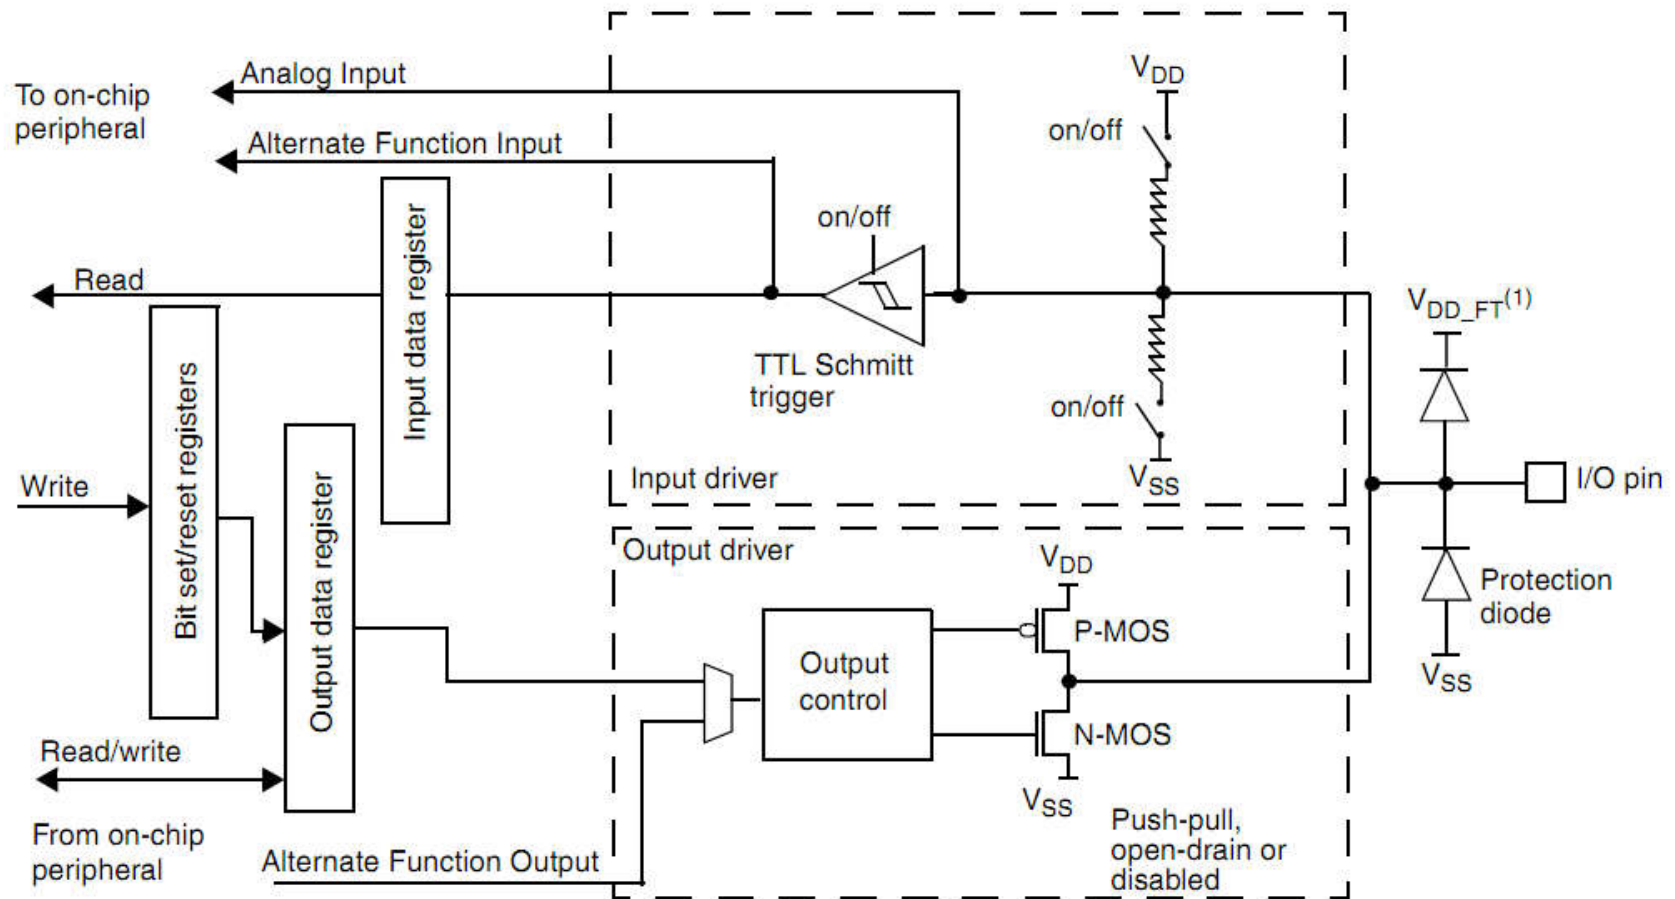 Analog Input
To on-chip
peripheral
Alternate Function Input
Read
Input data register
on/off
TTL Schmitt
trigger
VDD
on/off
on/off
VSS
Input driver
VDD_FT(1)
I/O pin
Protection
diode
VSS
Write
Bit set/reset registers
Output data register
Read/write
From on-chip
peripheral
Alternate Function Output
Output driver
Output
control
VDD
P-MOS
N-MOS
VSS
Push-pull,
open-drain or
disabled